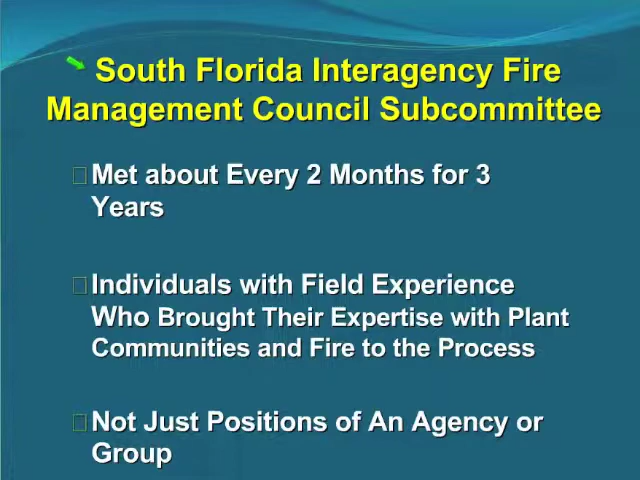 South Florida Interagency Fire
Management Council Subcommittee
Met about Every 2 Months for 3
Years
Individuals with Field Experience
Who Brought Their Expertise with Plant
Communities and Fire to the Process
Not Just Positions of An Agency or
Group